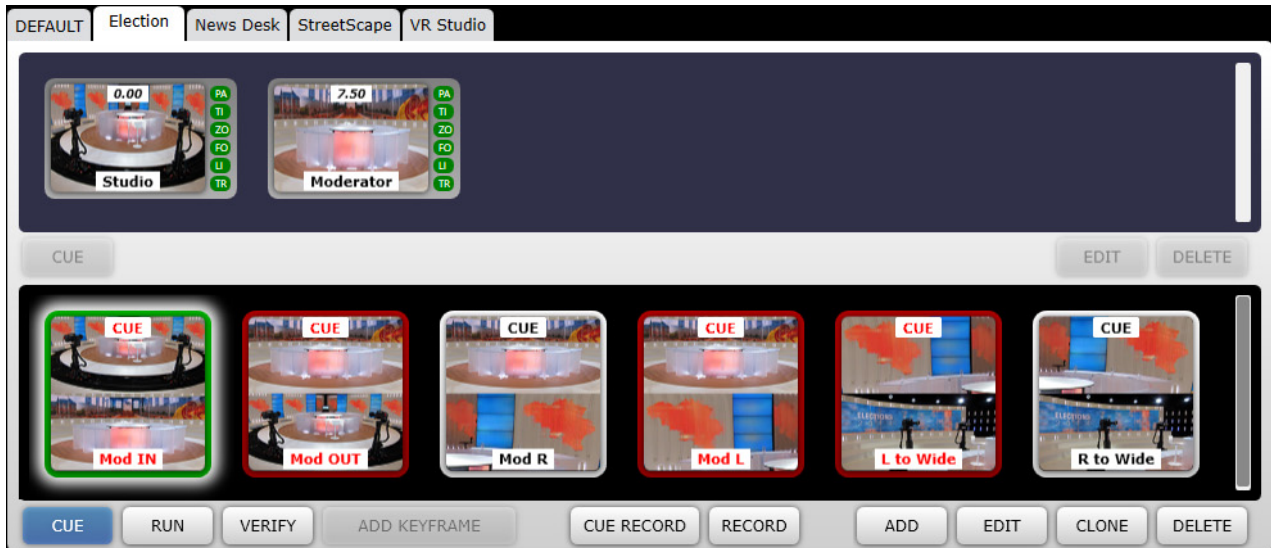 DEFAULT Election News Desk StreetScape VR Studio
0.00
PA
TI
ZO
FO
LI
TR
Studio
7.50
PA
TI
ZO
FO
LI
TR
Moderator
CUE EDIT DELETE
CUE CUE CUE CUE CUE CUE
ELECTIONS ELECTIONS
Mod IN Mod OUT Mod R Mod L L to Wide R to Wide
CUE RUN VERIFY ADD KEYFRAME CUE RECORD RECORD ADD EDIT CLONE DELETE